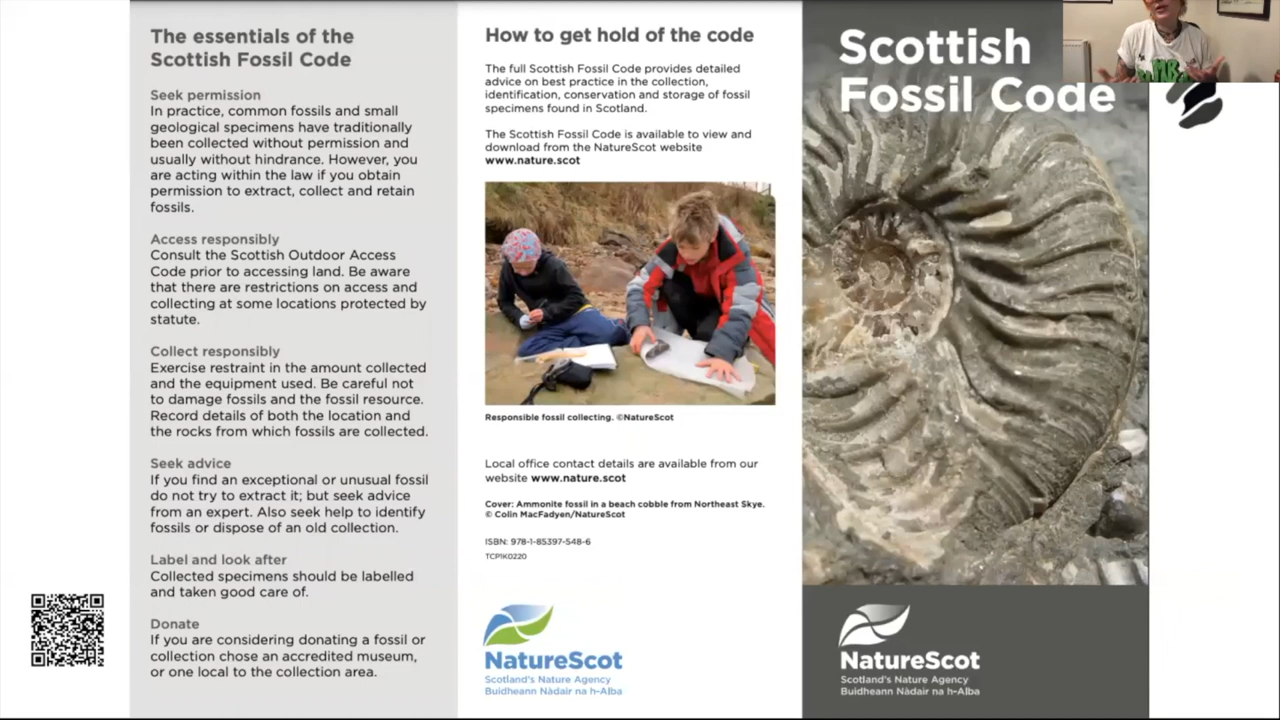 The essentials of the
Scottish Fossil Code
Seek permission
In practice, common fossils and small
geological specimens have traditionally
been collected without permission and
usually without hindrance. However, you
are acting within the law if you obtain
permission to extract, collect and retain
fossils.
Access responsibly
Consult the Scottish Outdoor Access
Code prior to accessing land. Be aware
that there are restrictions on access and
collecting at some locations protected by
statute.
Collect responsibly
Exercise restraint in the amount collected
and the equipment used. Be careful not
to damage fossils and the fossil resource.
Record details of both the location and
the rocks from which fossils are collected.
Seek advice
If you find an exceptional or unusual fossil
do not try to extract it; but seek advice
from an expert. Also seek help to identify
fossils or dispose of an old collection.
Label and look after
Collected specimens should be labelled
and taken good care of.
Donate
If you are considering donating a fossil or
collection chose an accredited museum,
or one local to the collection area.
How to get hold of the code
The full Scottish Fossil Code provides detailed
advice on best practice in the collection,
identification, conservation and storage of fossil
specimens found in Scotland.
The Scottish Fossil Code is available to view and
download from the NatureScot website
www.nature.scot
Responsible fossil collecting. ©NatureScot
Local office contact details are available from our
website www.nature.scot
Cover: Ammonite fossil in a beach cobble from Northeast Skye.
© Colin MacFadyen/NatureScot
ISBN: 978-1-85397-548-6
TCP1K0220
NatureScot
Scotland's Nature Agency
Buidheann Nàdair na h-Alba
Scottish
Fossil Code
NatureScot
Scotland's Nature Agency
Buidheann Nàdair na h-Alba